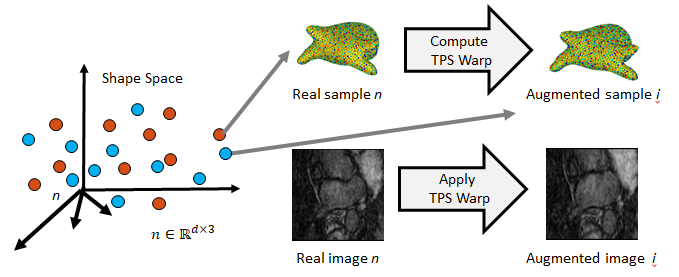 Shape Space
n
n ∈ ℝ^{d×3}
Compute
TPS Warp
Real sample n
Augmented sample i
Apply
TPS Warp
Real image n
Augmented image i